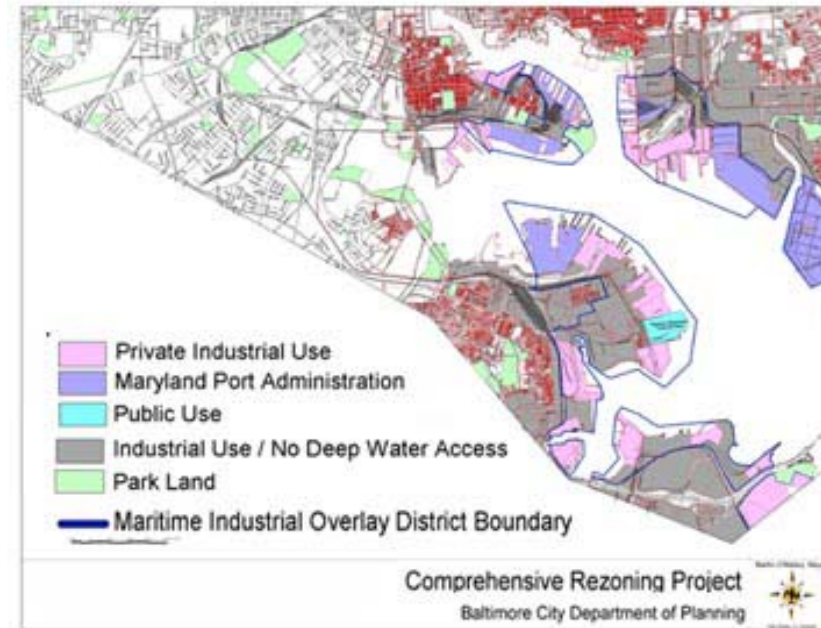 Private Industrial Use
Maryland Port Administration
Public Use
Industrial Use / No Deep Water Access
Park Land
Maritime Industrial Overlay District Boundary
Comprehensive Rezoning Project
Baltimore City Department of Planning